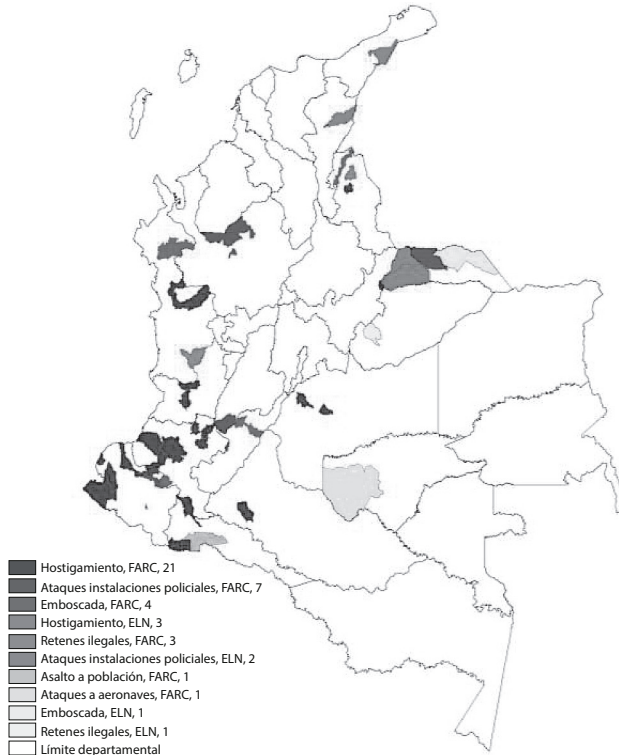 Hostigamiento, FARC, 21
Ataques instalaciones policiales, FARC, 7
Emboscada, FARC, 4
Hostigamiento, ELN, 3
Retenes ilegales, FARC, 3
Ataques instalaciones policiales, ELN, 2
Asalto a población, FARC, 1
Ataques a aeronaves, FARC, 1
Emboscada, ELN, 1
Retenes ilegales, ELN, 1
Límite departamental